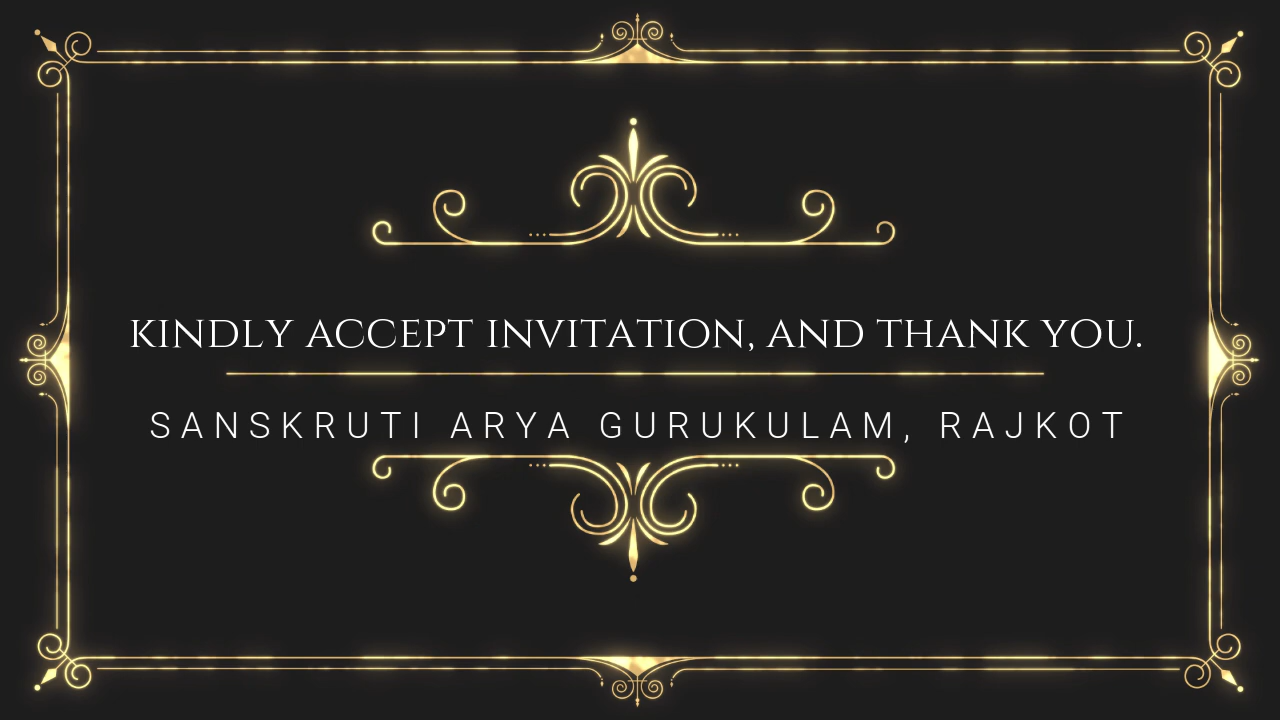 KINDLY ACCEPT INVITATION, AND THANK YOU.
SANSKRUTI ARYA GURUKULAM, RAJKOT